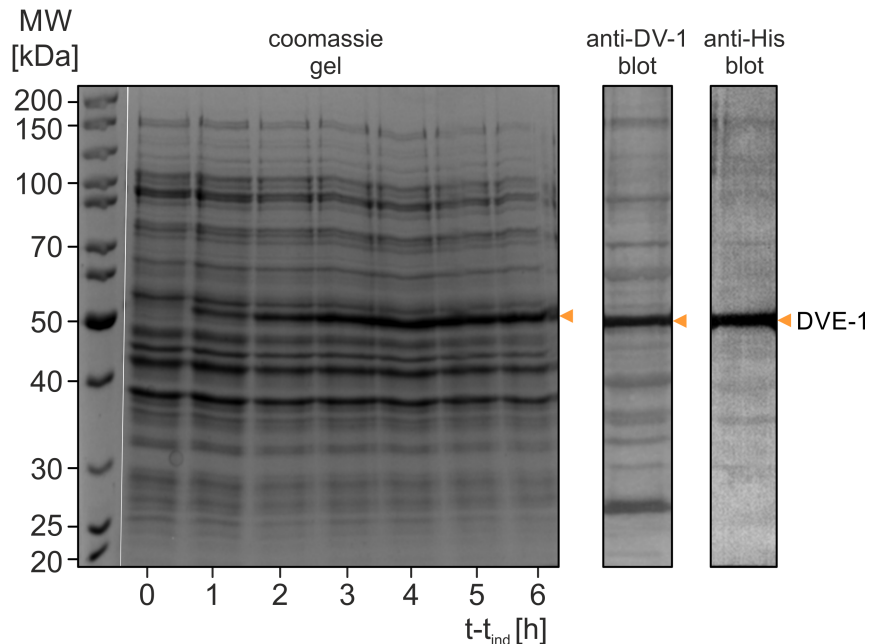 MW
[kDa]
coomassie
gel
anti-DV-1
blot
anti-His
blot
200
150
100
70
50
40
30
25
20
DVE-1
0 1 2 3 4 5 6
t-tind [h]